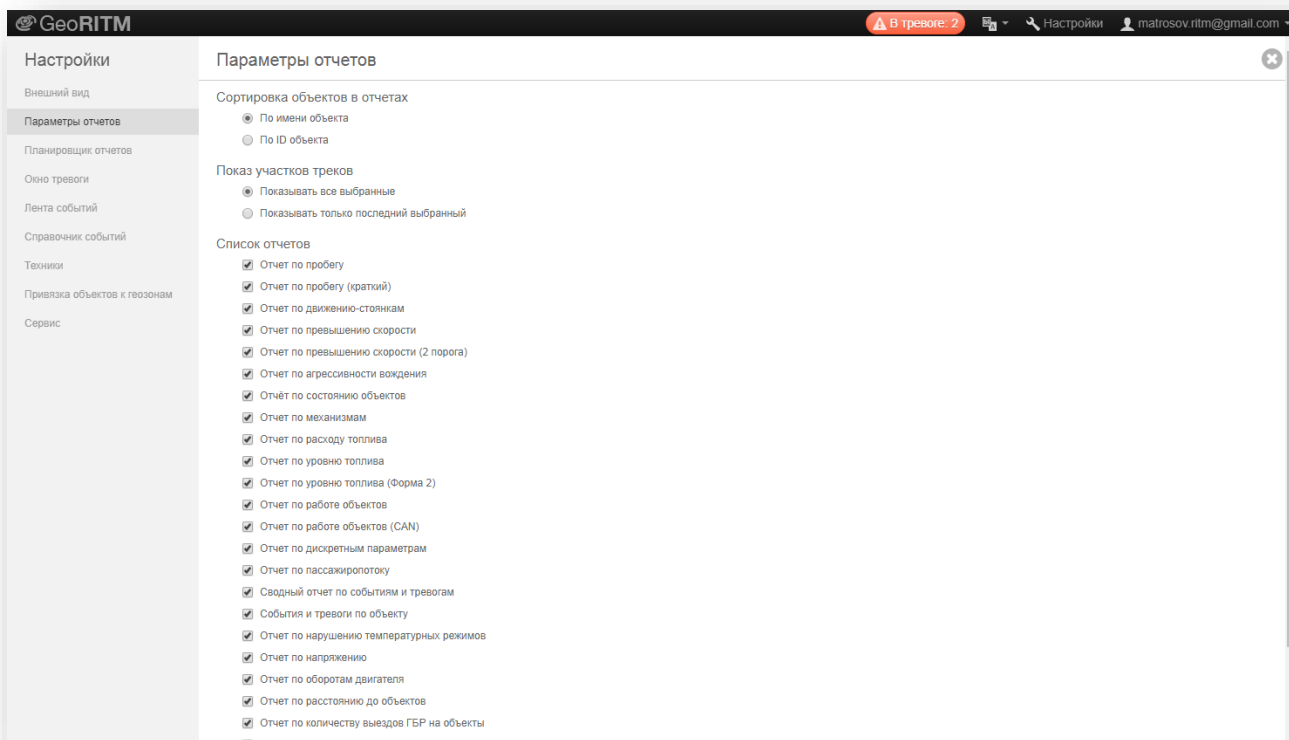 GeoRITM
В тревоге: 2
Настройки
matrosov.ritm@gmail.com
Настройки
Внешний вид
Параметры отчетов
Планировщик отчетов
Окно тревоги
Лента событий
Справочник событий
Техники
Привязка объектов к геозонам
Сервис
Параметры отчетов
Сортировка объектов в отчетах
По имени объекта
По ID объекта
Показ участков треков
Показывать все выбранные
Показывать только последний выбранный
Список отчетов
Отчет по пробегу
Отчет по пробегу (краткий)
Отчет по движению-стоянкам
Отчет по превышению скорости
Отчет по превышению скорости (2 порога)
Отчет по агрессивности вождения
Отчёт по состоянию объектов
Отчет по механизмам
Отчет по расходу топлива
Отчет по уровню топлива
Отчет по уровню топлива (Форма 2)
Отчет по работе объектов
Отчет по работе объектов (CAN)
Отчет по дискретным параметрам
Отчет по пассажиропотоку
Сводный отчет по событиям и тревогам
События и тревоги по объекту
Отчет по нарушению температурных режимов
Отчет по напряжению
Отчет по оборотам двигателя
Отчет по расстоянию до объектов
Отчет по количеству выездов ГБР на объекты